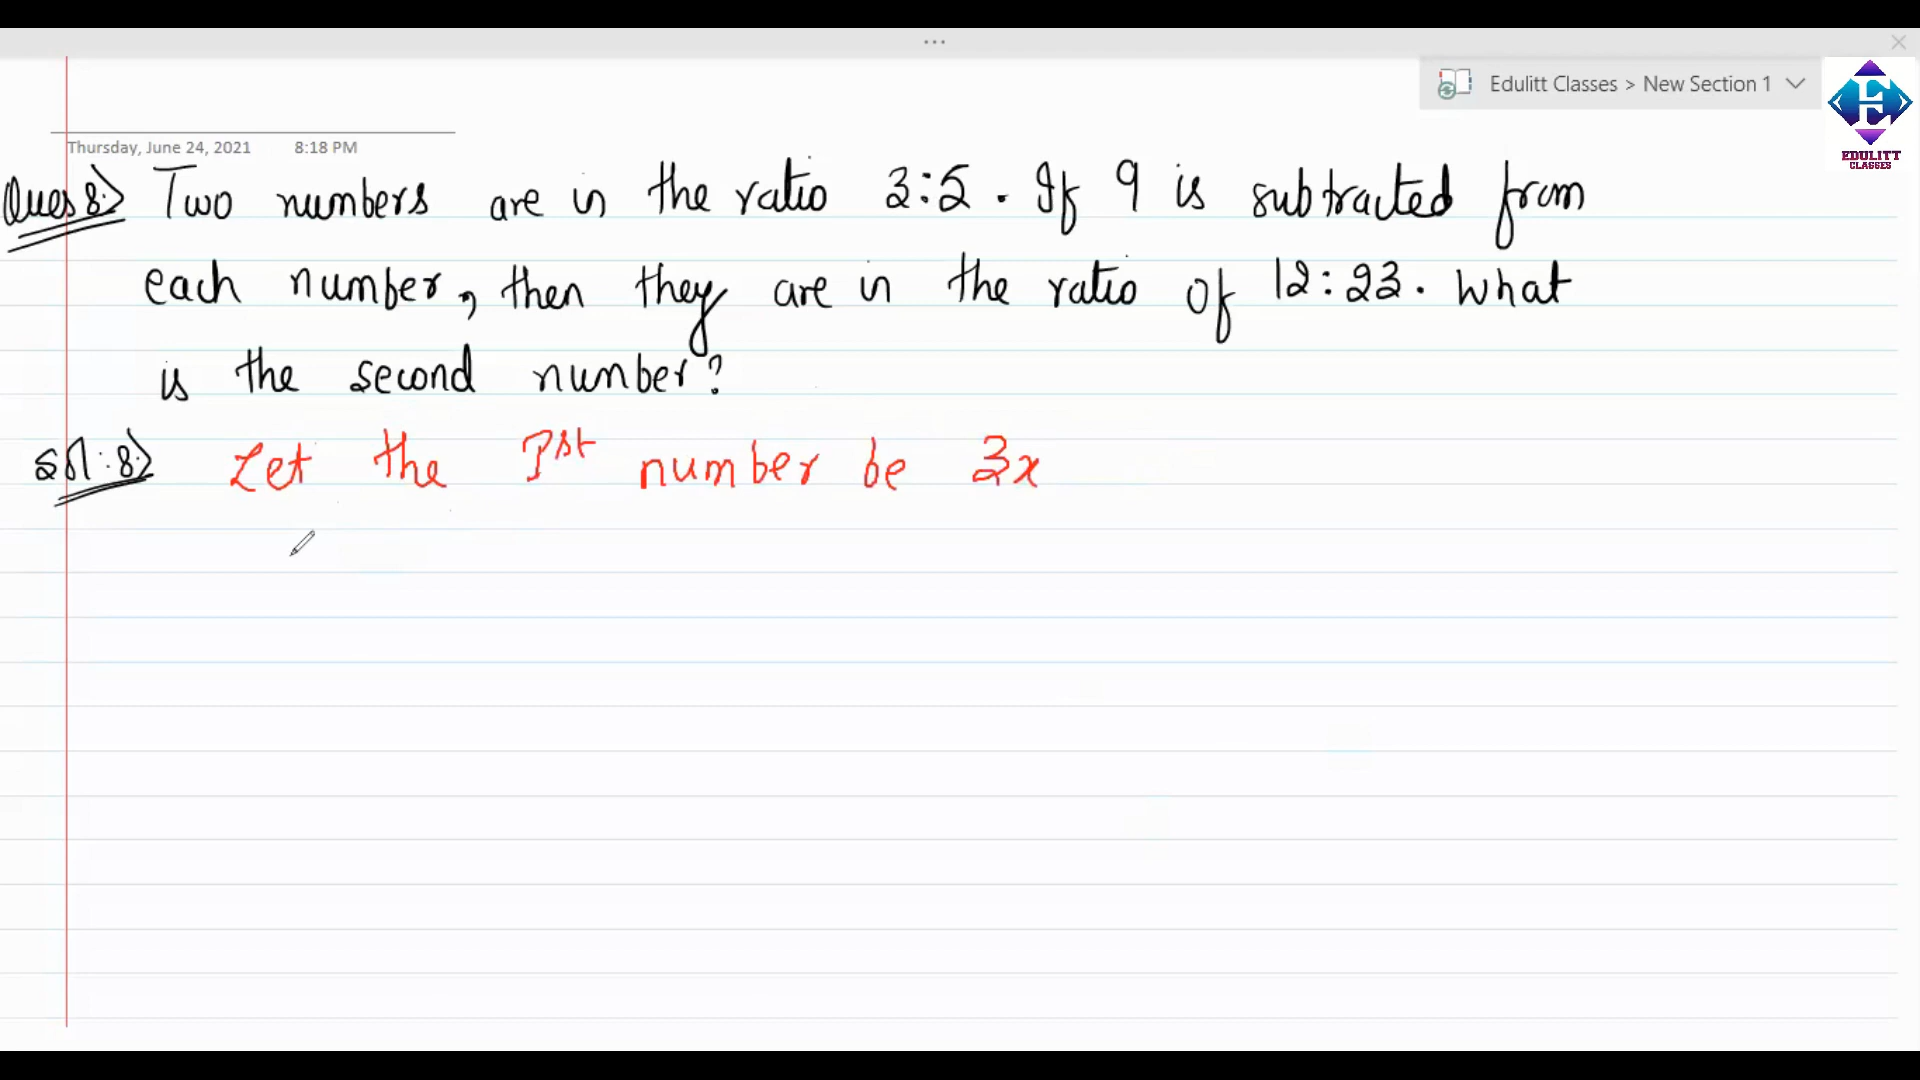 ...
Edulitt Classes > New Section 1
EDULITT
CLASSES
Thursday, June 24, 2021 8:18 PM
Ques 8.> Two numbers are in the ratio 3:5. If 9 is subtracted from
each number, then they are in the ratio of 12:23. What
is the second number?
Sol:8> Let the Ist number be 3x